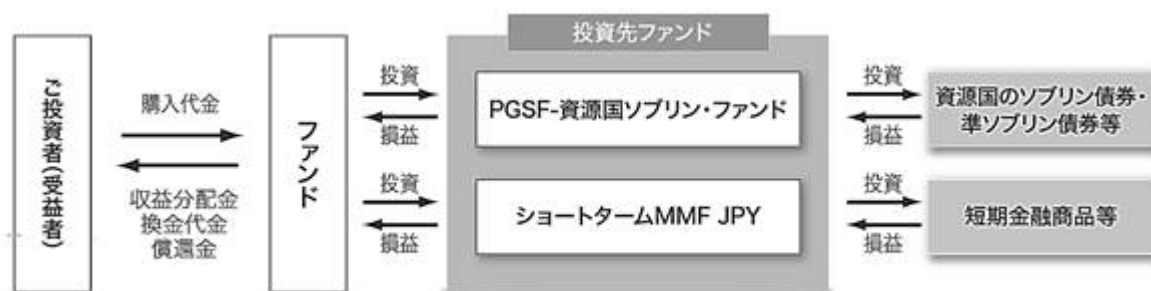 ご投資者(受益者)
購入代金
収益分配金
換金代金
償還金
ファンド
投資
損益
投資
損益
投資先ファンド
PGSF-資源国ソブリン・ファンド
ショートタームMMF JPY
投資
損益
投資
損益
資源国のソブリン債券・
準ソブリン債券等
短期金融商品等